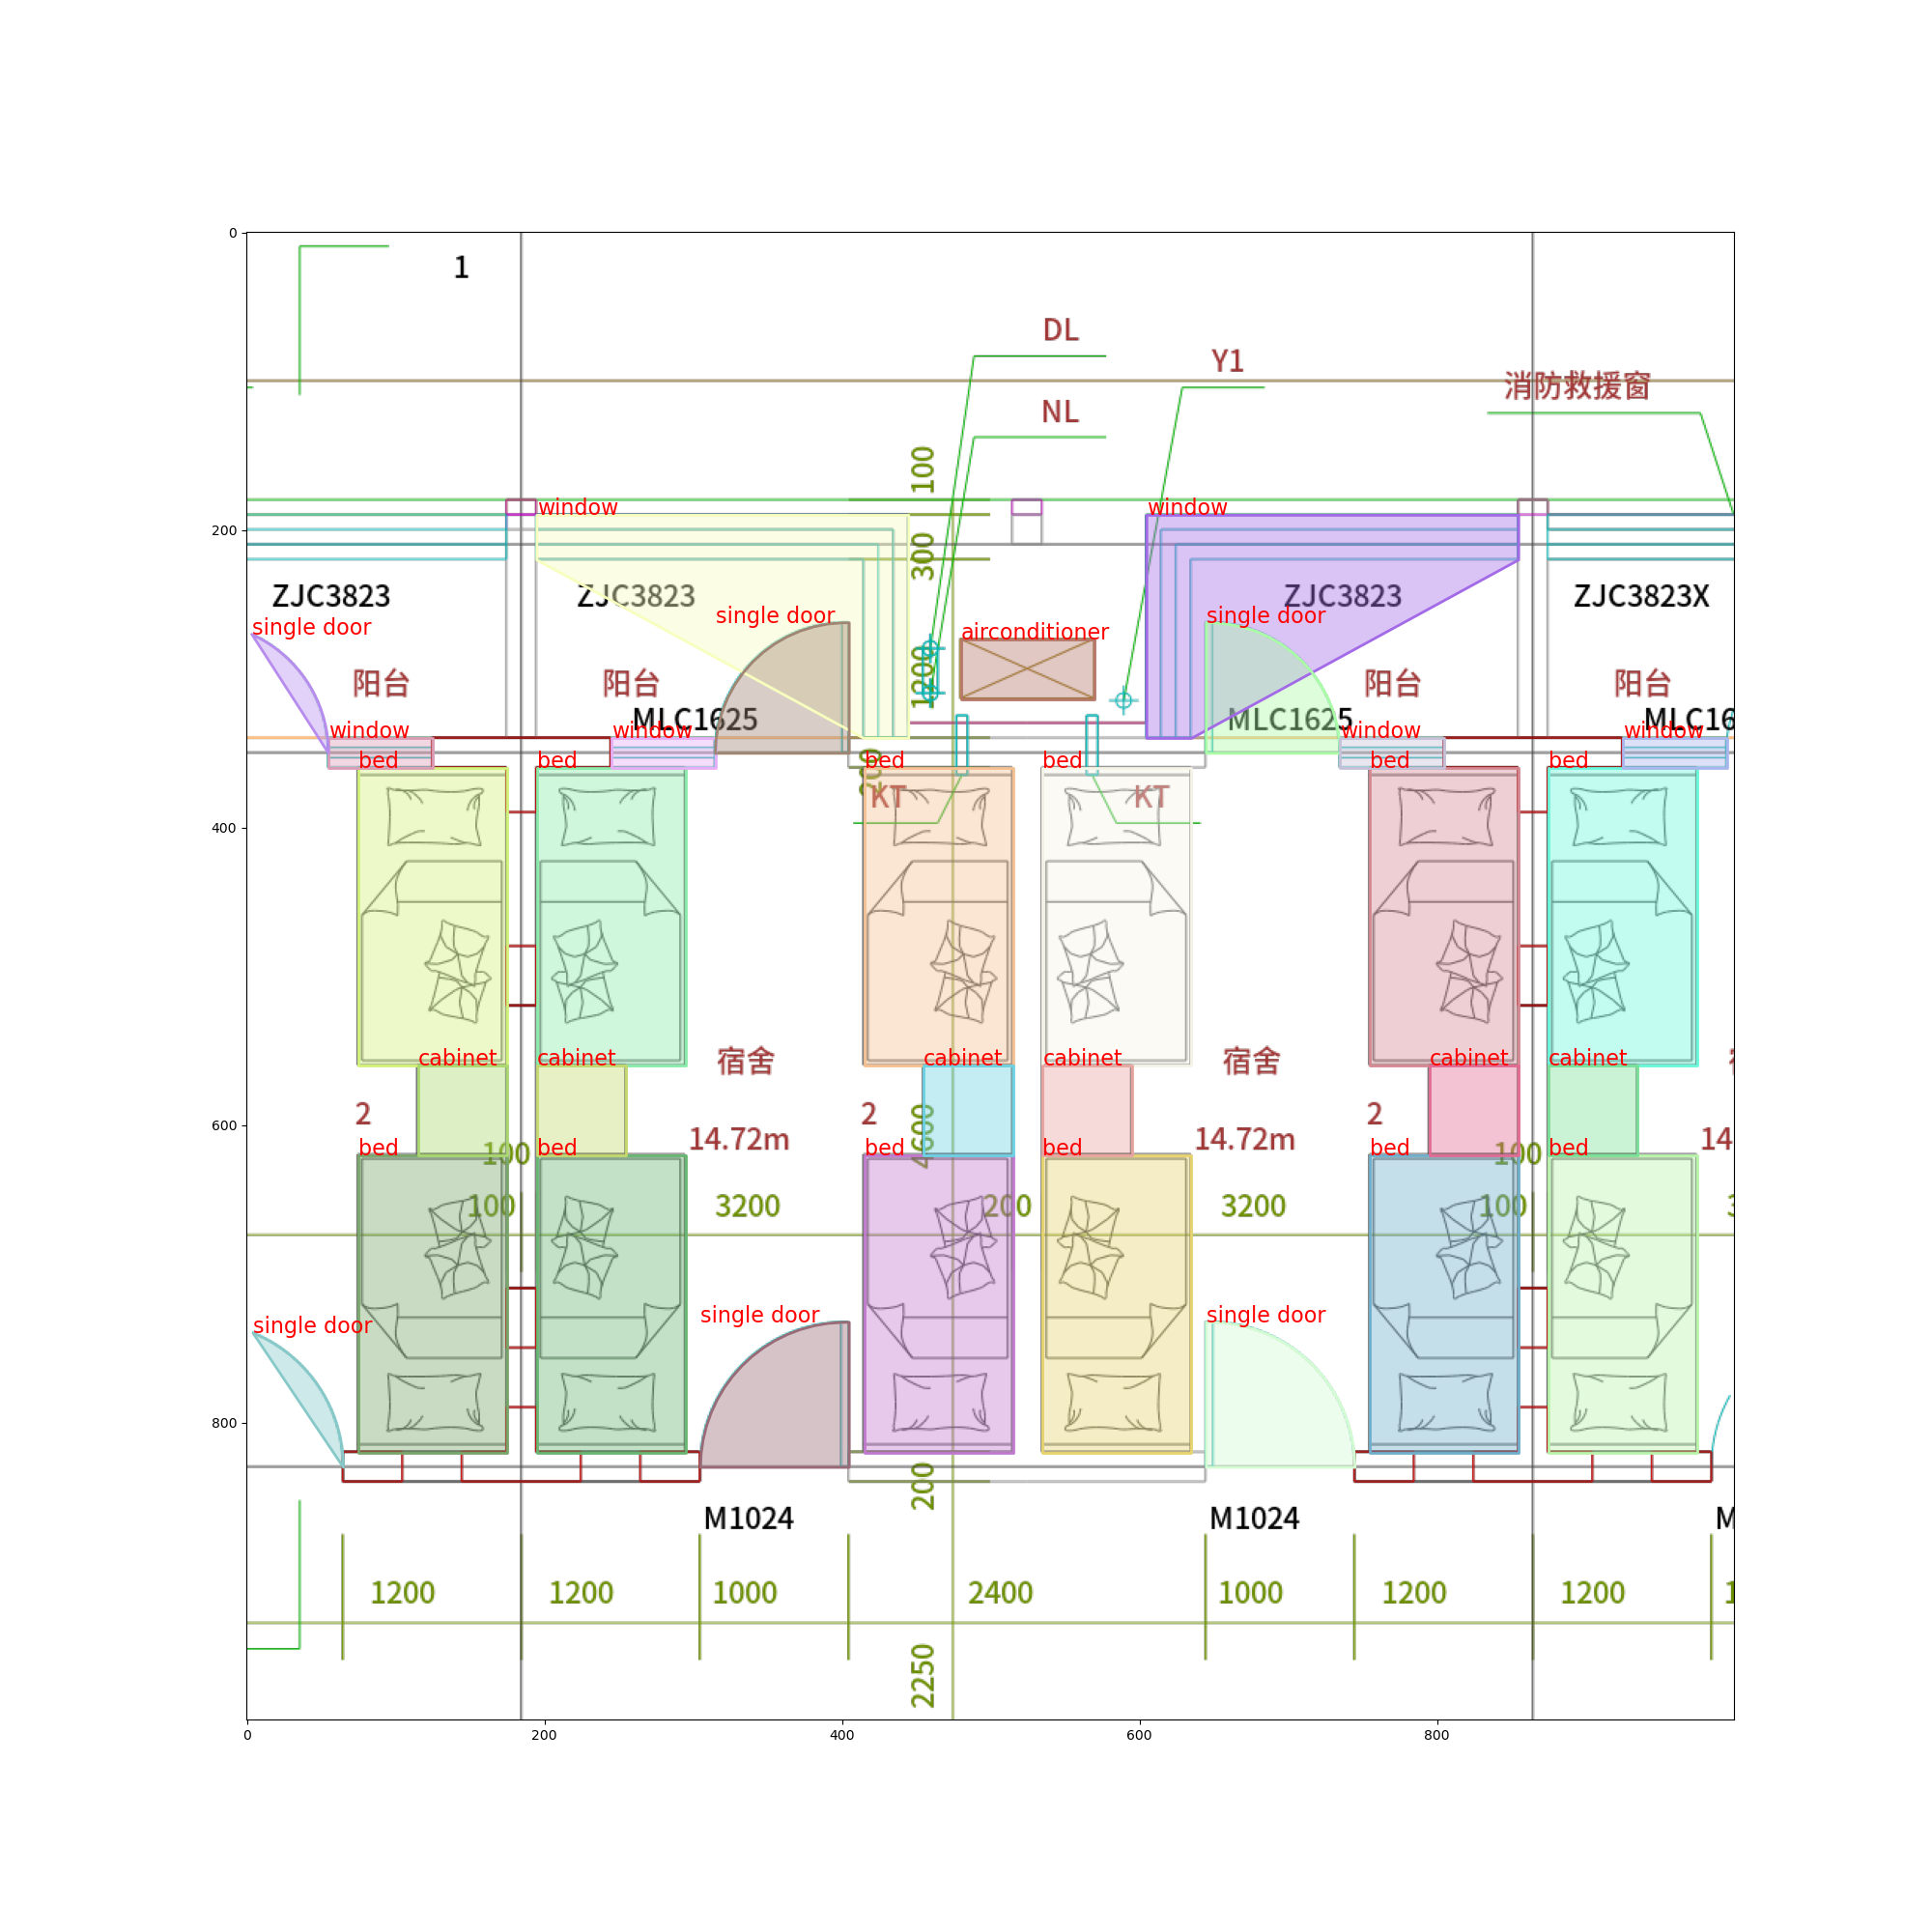 1
DL
Y1
消防救援窗
NL
100
window
window
300
ZJC3823
ZJC3823
ZJC3823
ZJC3823X
single door
single door
single door
airconditioner
1200
阳台
阳台
阳台
阳台
MLC1625
MLC1625
MLC16
window
window
window
window
bed
bed
bed
bed
bed
bed
200
KT
KT
宿舍
宿舍
cabinet
cabinet
cabinet
cabinet
cabinet
cabinet
2
2
2
4600
14.72m
14.72m
14
bed
bed
bed
bed
bed
bed
100
100
100
3200
200
3200
100
3
single door
single door
single door
200
M1024
M1024
M
1200
1200
1000
2400
1000
1200
1200
1
2250
0
200
400
600
800
0
200
400
600
800